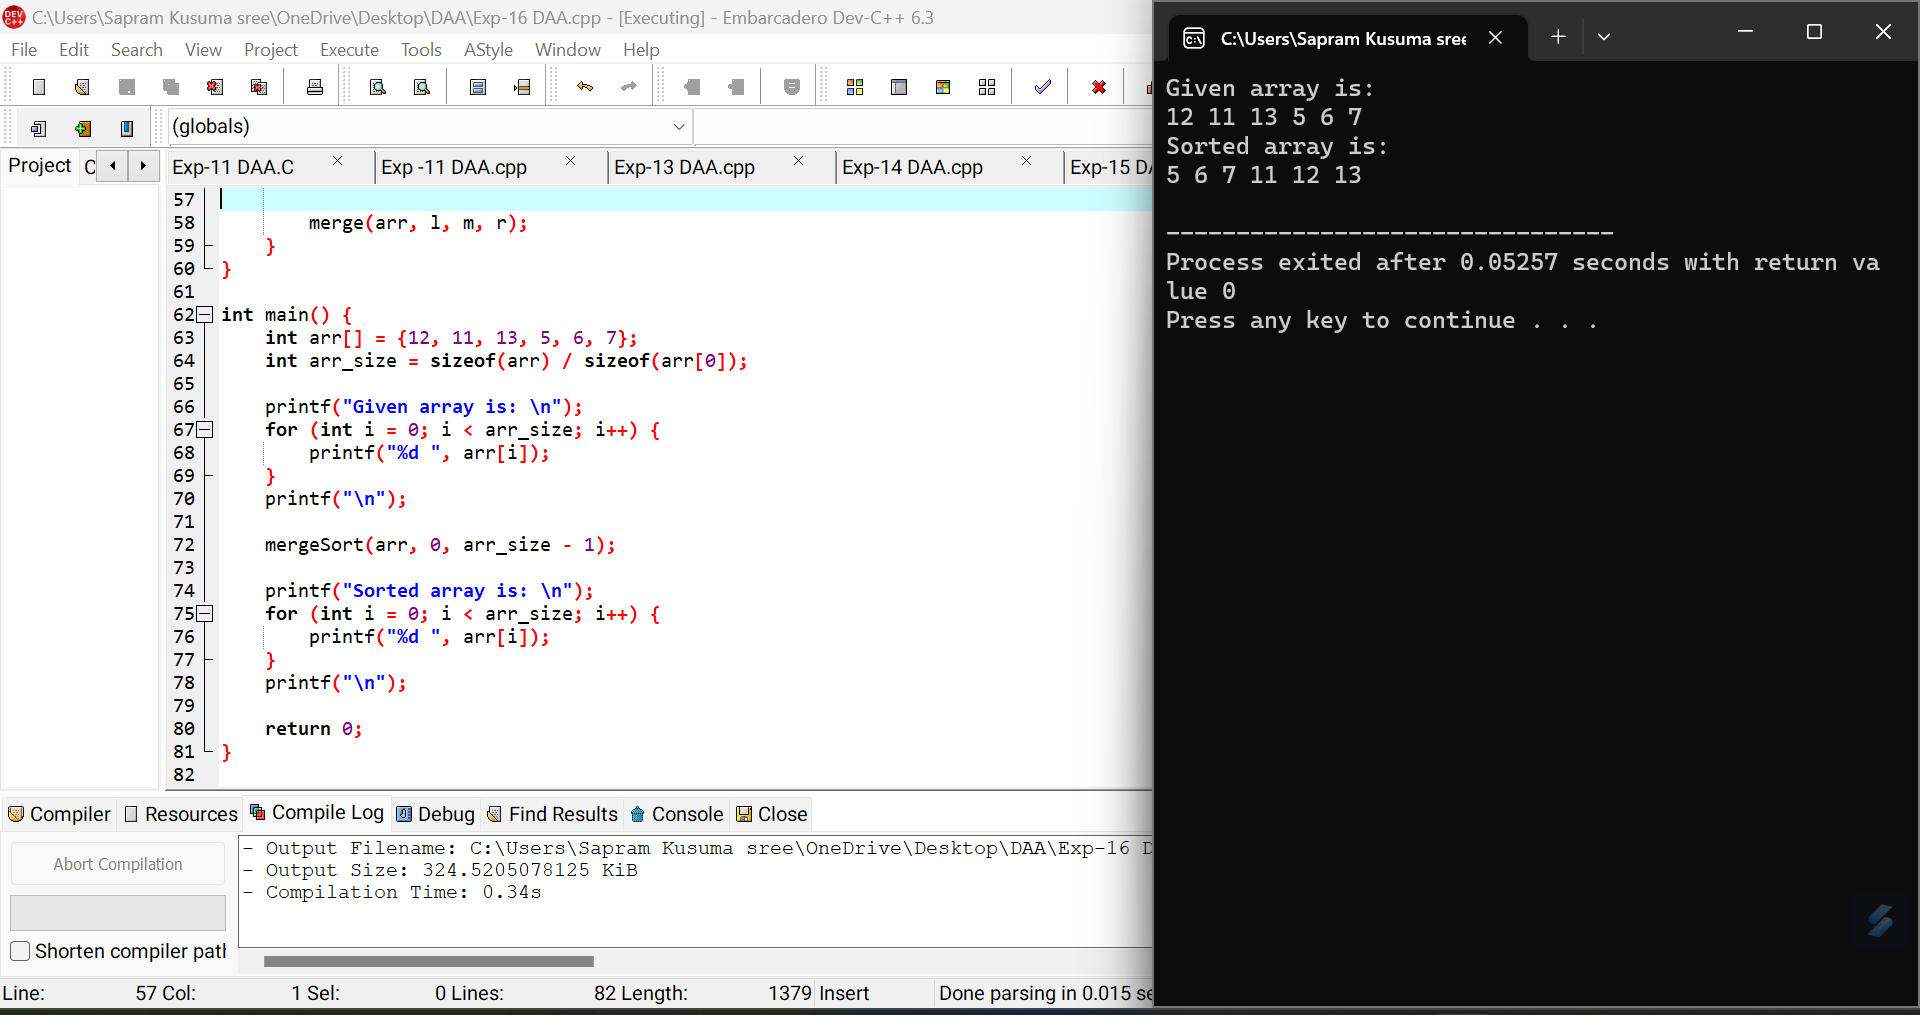 C:\Users\Sapram Kusuma sree\OneDrive\Desktop\DAA\Exp-16 DAA.cpp - [Executing] - Embarcadero Dev-C++ 6.3
File Edit Search View Project Execute Tools AStyle Window Help
(globals)
Project
Exp-11 DAA.C Exp -11 DAA.cpp Exp-13 DAA.cpp Exp-14 DAA.cpp Exp-15
57
58 merge(arr, l, m, r);
59 }
60 }
61
62 int main() {
63 int arr[] = {12, 11, 13, 5, 6, 7};
64 int arr_size = sizeof(arr) / sizeof(arr[0]);
65
66 printf("Given array is: \n");
67 for (int i = 0; i < arr_size; i++) {
68 printf("%d ", arr[i]);
69 }
70 printf("\n");
71
72 mergeSort(arr, 0, arr_size - 1);
73
74 printf("Sorted array is: \n");
75 for (int i = 0; i < arr_size; i++) {
76 printf("%d ", arr[i]);
77 }
78 printf("\n");
79
80 return 0;
81 }
82
Compiler Resources Compile Log Debug Find Results Console Close
Abort Compilation
Shorten compiler path
- Output Filename: C:\Users\Sapram Kusuma sree\OneDrive\Desktop\DAA\Exp-16
- Output Size: 324.5205078125 KiB
- Compilation Time: 0.34s
Line: 57 Col: 1 Sel: 0 Lines: 82 Length: 1379 Insert Done parsing in 0.015
C:\Users\Sapram Kusuma sree
Given array is:
12 11 13 5 6 7
Sorted array is:
5 6 7 11 12 13
--------------------------------
Process exited after 0.05257 seconds with return va
lue 0
Press any key to continue . . .